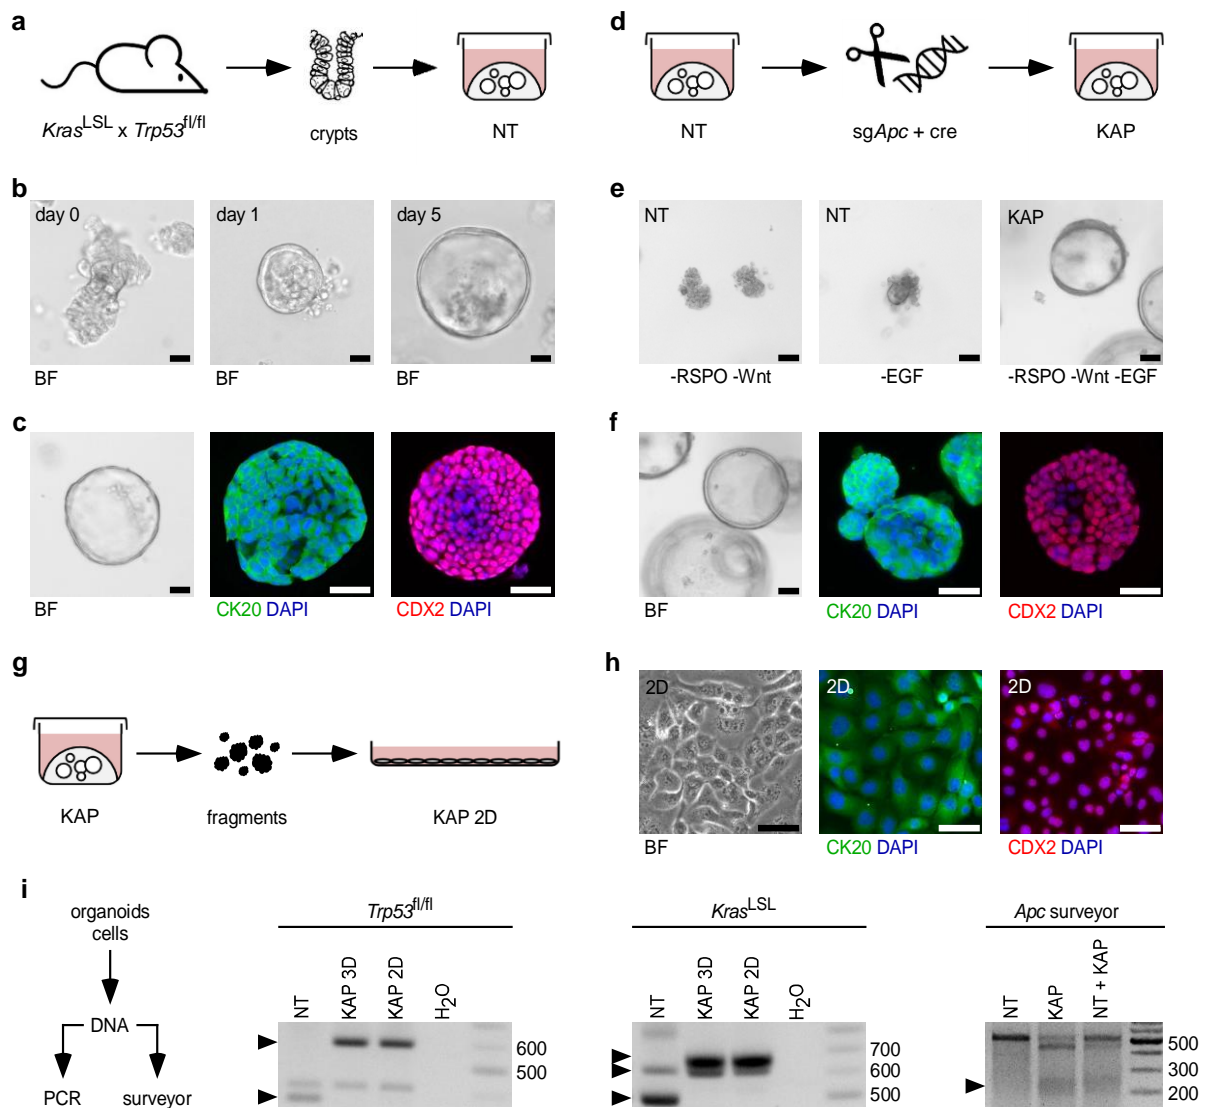 a
Kras^LSL x Trp53^fl/fl
crypts
NT
d
NT
sgApc + cre
KAP
b
day 0
day 1
day 5
BF
BF
BF
e
NT
NT
KAP
-RSPO -Wnt
-EGF
-RSPO -Wnt -EGF
c
BF
CK20 DAPI
CDX2 DAPI
f
BF
CK20 DAPI
CDX2 DAPI
g
KAP
fragments
KAP 2D
h
2D
2D
2D
BF
CK20 DAPI
CDX2 DAPI
i
organoids
cells
DNA
PCR
surveyor
Trp53^fl/fl
NT
KAP 3D
KAP 2D
H₂O
600
500
Kras^LSL
NT
KAP 3D
KAP 2D
H₂O
700
600
500
Apc surveyor
NT
KAP
NT + KAP
500
300
200